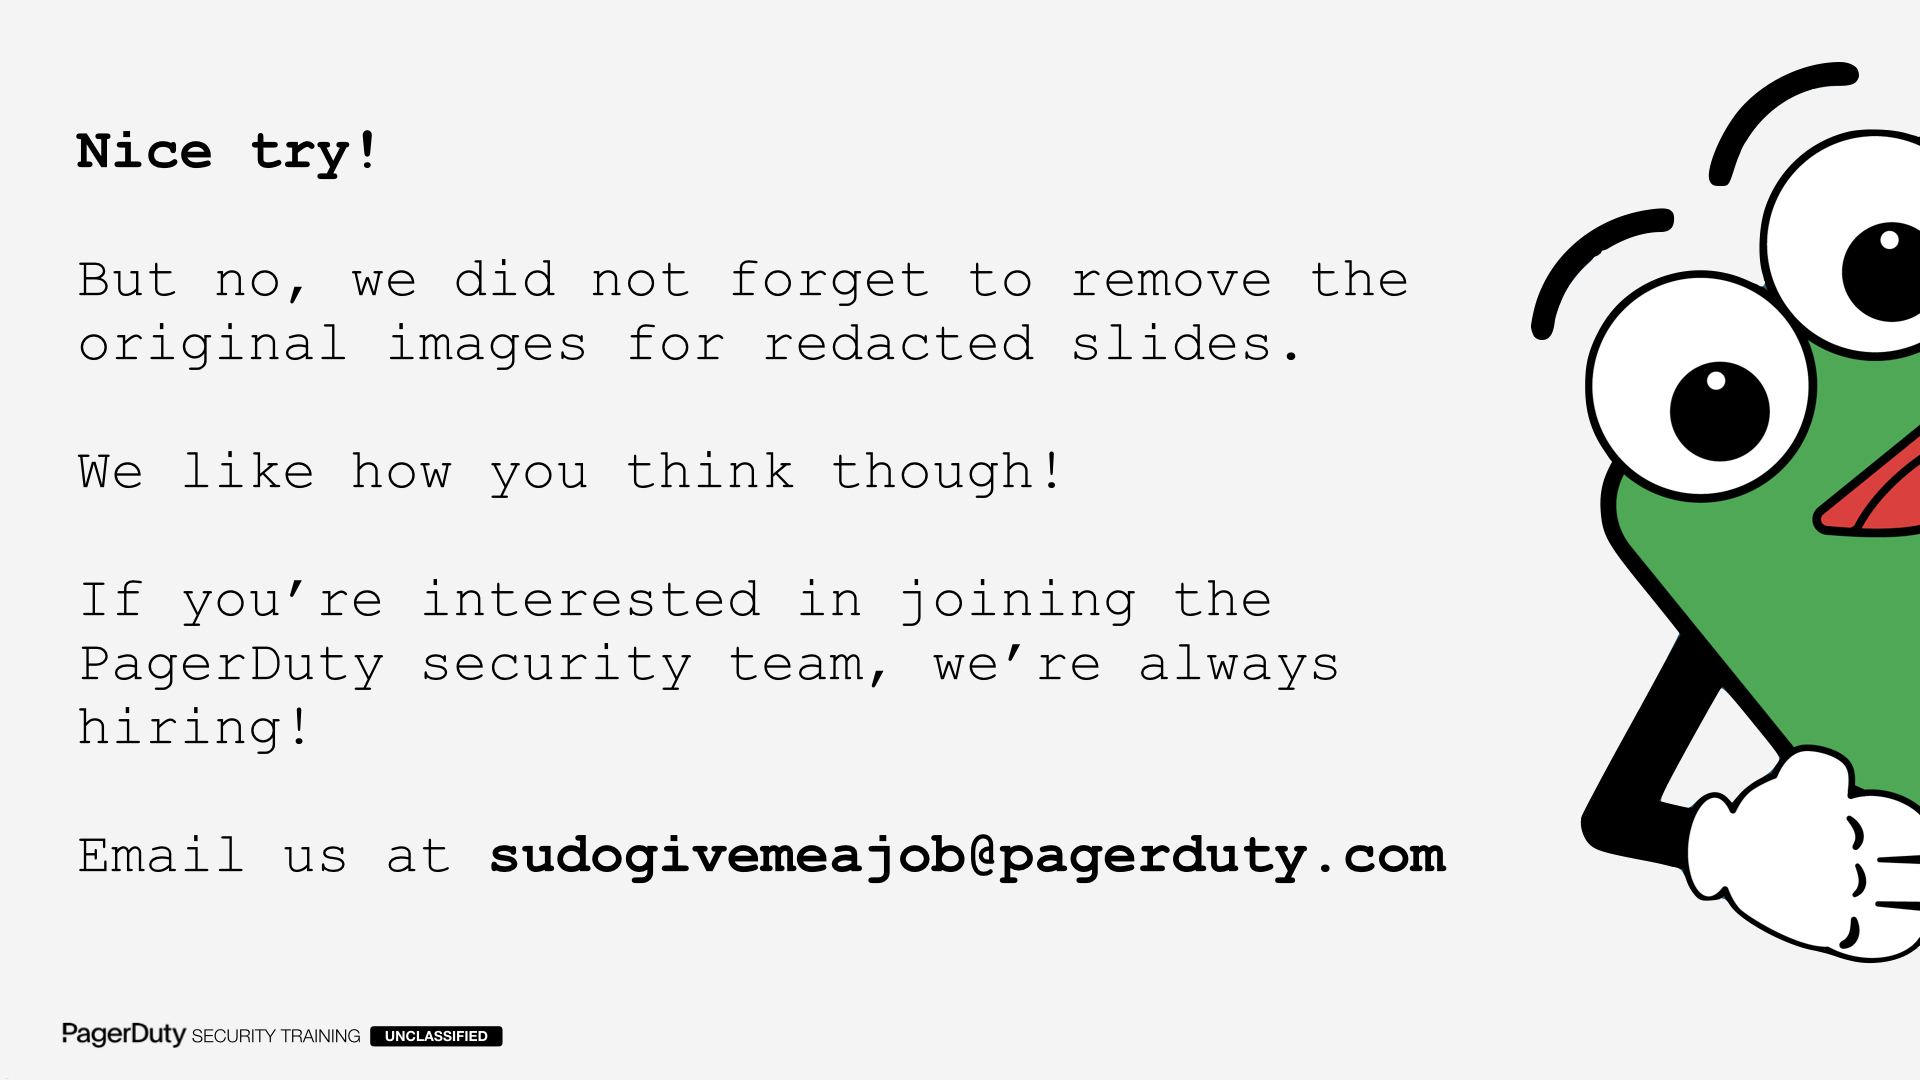 Nice try!
But no, we did not forget to remove the
original images for redacted slides.
We like how you think though!
If you’re interested in joining the
PagerDuty security team, we’re always
hiring!
Email us at sudogivemeajob@pagerduty.com
PagerDuty SECURITY TRAINING UNCLASSIFIED